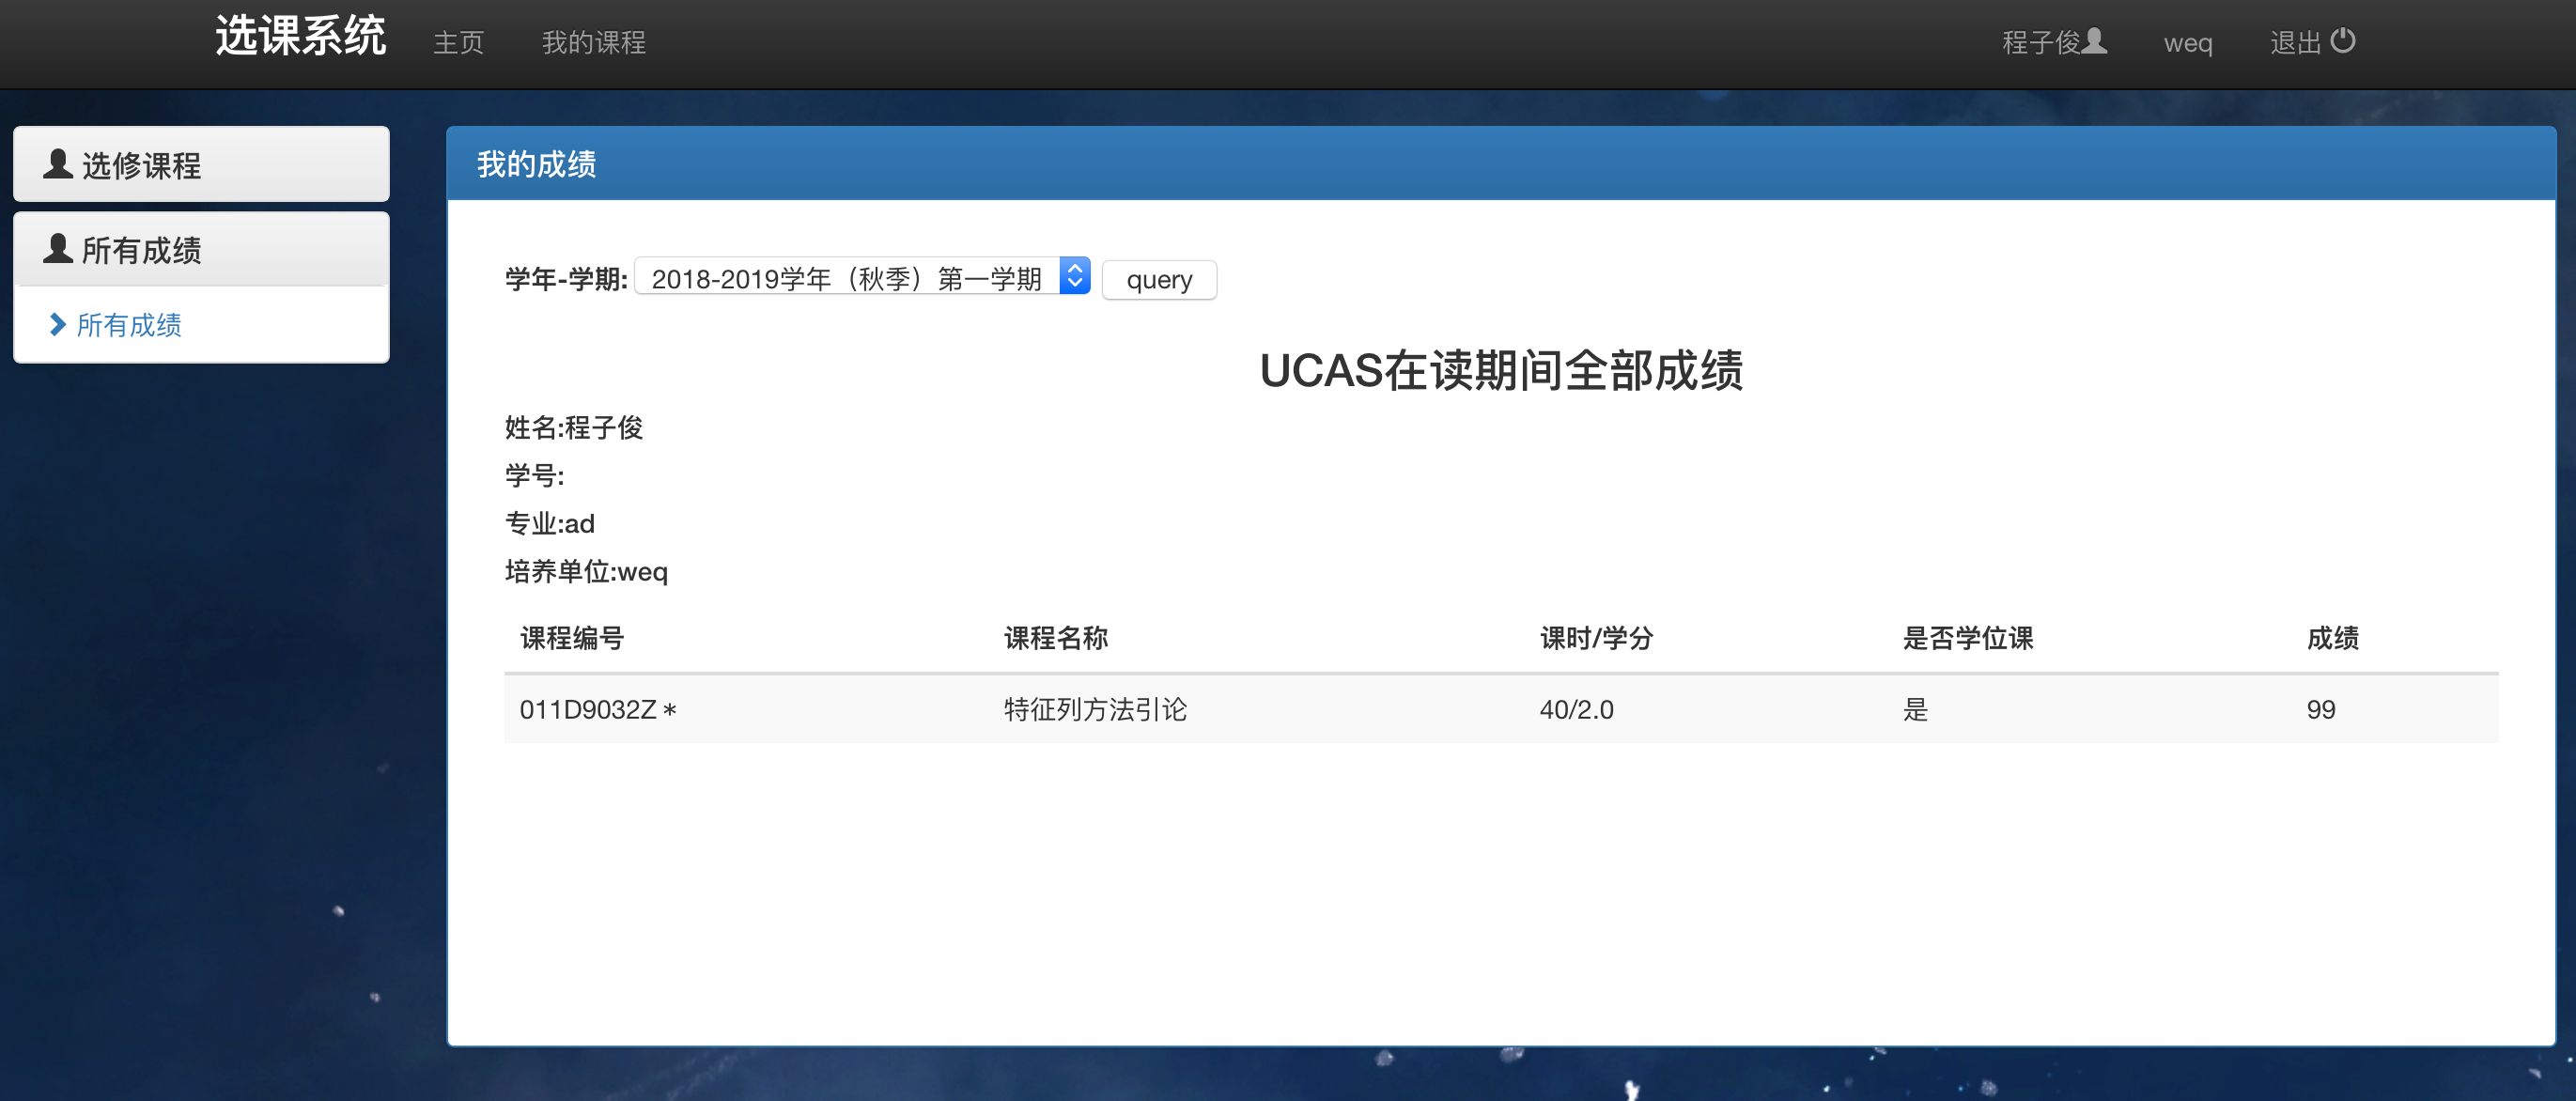 选课系统 主页 我的课程 程子俊 weq 退出
选修课程
所有成绩
所有成绩
我的成绩
学年-学期: 2018-2019学年（秋季）第一学期 query
UCAS在读期间全部成绩
姓名:程子俊
学号:
专业:ad
培养单位:weq
课程编号 课程名称 课时/学分 是否学位课 成绩
011D9032Z＊ 特征列方法引论 40/2.0 是 99